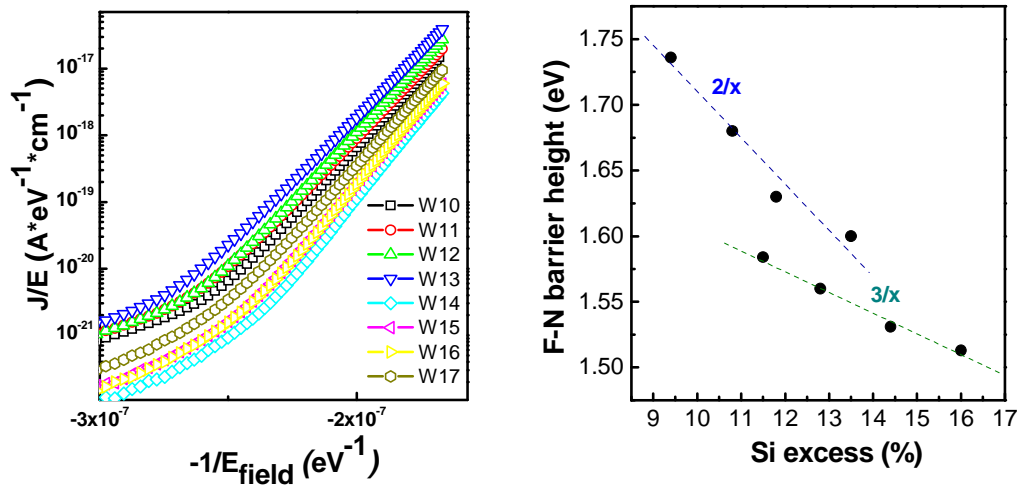 J/E (A*eV⁻¹*cm⁻¹)
10⁻¹⁷
10⁻¹⁸
10⁻¹⁹
10⁻²⁰
10⁻²¹
W10
W11
W12
W13
W14
W15
W16
W17
-3x10⁻⁷
-2x10⁻⁷
-1/E_field (eV⁻¹)
F-N barrier height (eV)
1.75
1.70
1.65
1.60
1.55
1.50
2/x
3/x
9 10 11 12 13 14 15 16 17
Si excess (%)